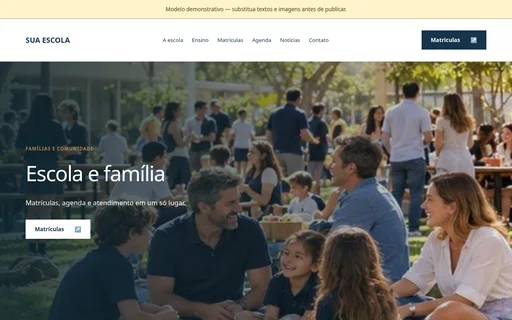 Modelo demonstrativo — substitua textos e imagens antes de publicar.
SUA ESCOLA
A escola Ensino Matrículas Agenda Notícias Contato
Matrículas
FAMÍLIAS E COMUNIDADE
Escola e família
Matrículas, agenda e atendimento em um só lugar.
Matrículas